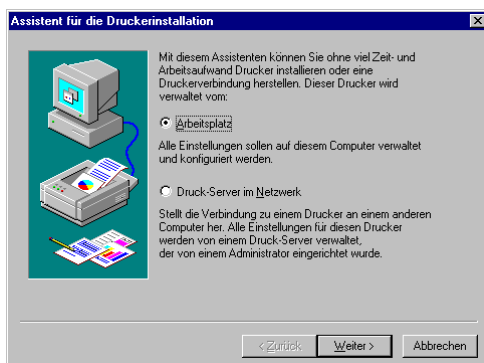 Assistent für die Druckerinstallation
Mit diesem Assistenten können Sie ohne viel Zeit- und
Arbeitsaufwand Drucker installieren oder eine
Druckerverbindung herstellen. Dieser Drucker wird
verwaltet vom:
Arbeitsplatz
Alle Einstellungen sollen auf diesem Computer verwaltet
und konfiguriert werden.
Druck-Server im Netzwerk
Stellt die Verbindung zu einem Drucker an einem anderen
Computer her. Alle Einstellungen für diesen Drucker
werden von einem Druck-Server verwaltet,
der von einem Administrator eingerichtet wurde.
< Zurück Weiter > Abbrechen